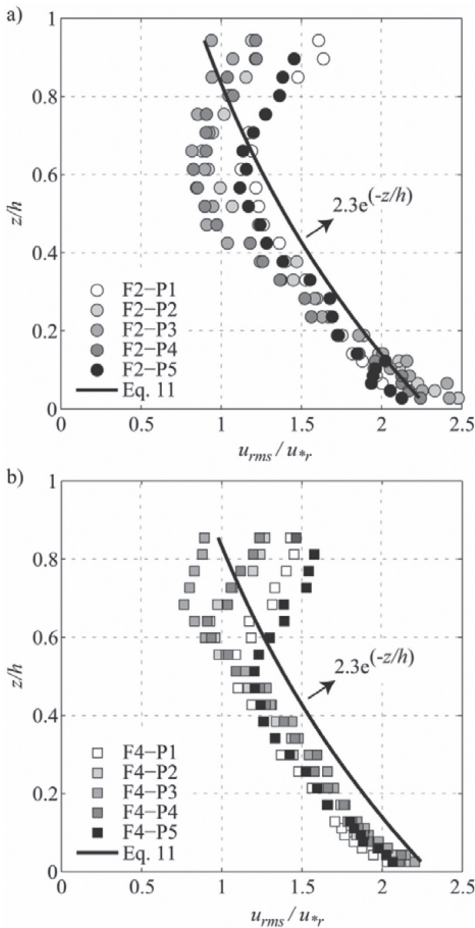 a)
1
0.8
0.6
0.4
0.2
0
z/h
2.3e(-z/h)
F2-P1
F2-P2
F2-P3
F2-P4
F2-P5
Eq. 11
0 0.5 1 1.5 2 2.5
urms / u*r
b)
1
0.8
0.6
0.4
0.2
0
z/h
2.3e(-z/h)
F4-P1
F4-P2
F4-P3
F4-P4
F4-P5
Eq. 11
0 0.5 1 1.5 2 2.5
urms / u*r